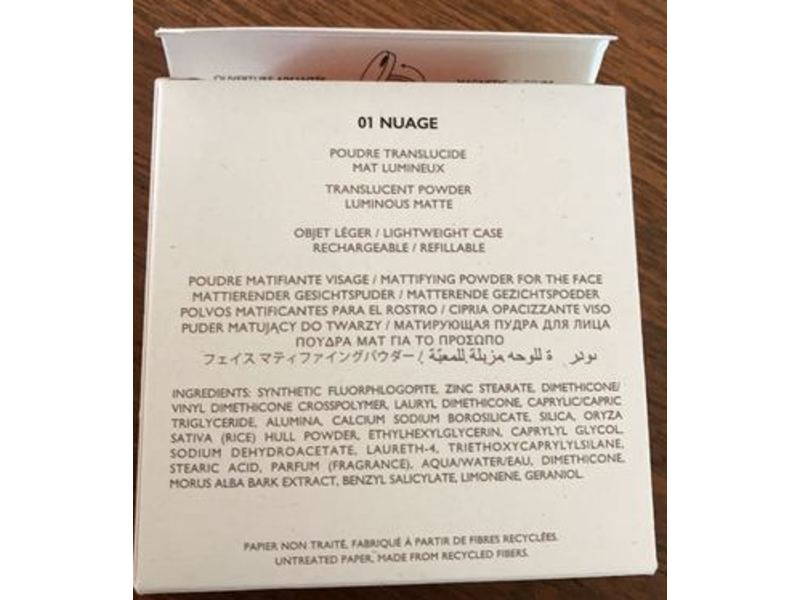 OUVERTURE AIMANTÉE
01 NUAGE
POUDRE TRANSLUCIDE
MAT LUMINEUX
TRANSLUCENT POWDER
LUMINOUS MATTE
OBJET LÉGER / LIGHTWEIGHT CASE
RECHARGEABLE / REFILLABLE
POUDRE MATIFIANTE VISAGE / MATTIFYING POWDER FOR THE FACE
MATTIERENDER GESICHTSPUDER / MATTERENDE GEZICHTSPOEDER
POLVOS MATIFICANTES PARA EL ROSTRO / CIPRIA OPACIZZANTE VISO
PUDER MATUJĄCY DO TWARZY / МАТИРУЮЩАЯ ПУДРА ДЛЯ ЛИЦА
ΠΟΥΔΡΑ ΜΑΤ ΓΙΑ ΤΟ ΠΡΟΣΩΠΟ
フェイス マティファイングパウダー /
INGREDIENTS: SYNTHETIC FLUORPHLOGOPITE, ZINC STEARATE, DIMETHICONE/
VINYL DIMETHICONE CROSSPOLYMER, LAURYL DIMETHICONE, CAPRYLIC/CAPRIC
TRIGLYCERIDE, ALUMINA, CALCIUM SODIUM BOROSILICATE, SILICA, ORYZA
SATIVA (RICE) HULL POWDER, ETHYLHEXYLGLYCERIN, CAPRYLYL GLYCOL,
SODIUM DEHYDROACETATE, LAURETH-4, TRIETHOXYCAPRYLYLSILANE,
STEARIC ACID, PARFUM (FRAGRANCE), AQUA/WATER/EAU, DIMETHICONE,
MORUS ALBA BARK EXTRACT, BENZYL SALICYLATE, LIMONENE, GERANIOL.
PAPIER NON TRAITÉ, FABRIQUÉ À PARTIR DE FIBRES RECYCLÉES.
UNTREATED PAPER, MADE FROM RECYCLED FIBERS.